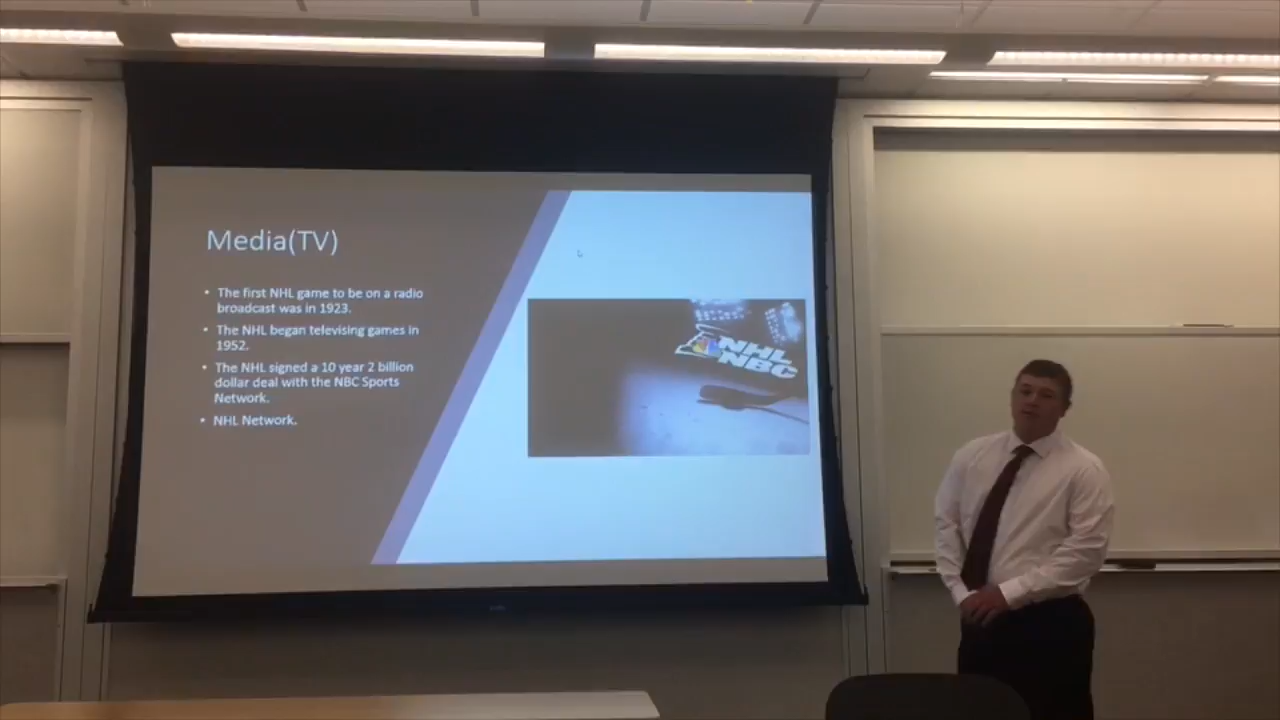 Media(TV)
• The first NHL game to be on a radio
broadcast was in 1923.
• The NHL began televising games in
1952.
• The NHL signed a 10 year 2 billion
dollar deal with the NBC Sports
Network.
• NHL Network.
NHL
NBC